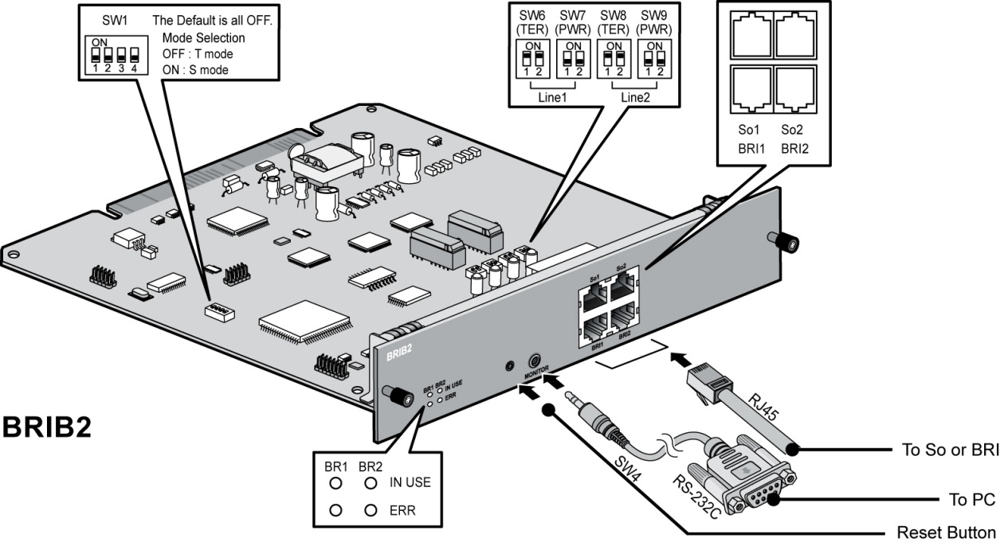 SW1 The Default is all OFF.
Mode Selection
OFF : T mode
ON : S mode
ON
1 2 3 4
SW6 SW7 SW8 SW9
(TER) (PWR) (TER) (PWR)
ON ON ON ON
1 2 1 2 1 2 1 2
Line1 Line2
So1 So2
BRI1 BRI2
So1 So2
BRI1 BRI2
BRIB2
MONITOR
BR1 BR2
IN USE
ERR
BRIB2
BR1 BR2
IN USE
ERR
RJ45
SW4
RS-232C
To So or BRI
To PC
Reset Button